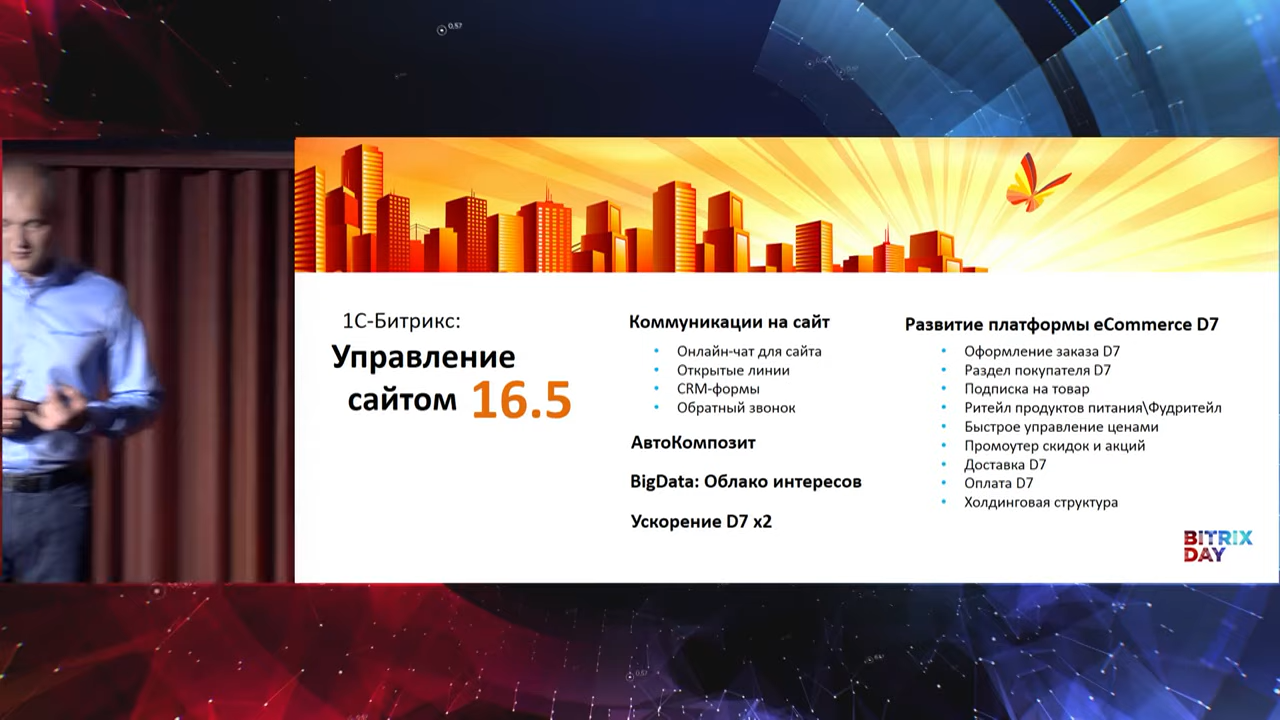 1С-Битрикс:
Управление
сайтом 16.5
Коммуникации на сайт
Онлайн-чат для сайта
Открытые линии
CRM-формы
Обратный звонок
АвтоКомпозит
BigData: Облако интересов
Ускорение D7 x2
Развитие платформы eCommerce D7
Оформление заказа D7
Раздел покупателя D7
Подписка на товар
Ритейл продуктов питания\Фудритейл
Быстрое управление ценами
Промоутер скидок и акций
Доставка D7
Оплата D7
Холдинговая структура
BITRIX
DAY